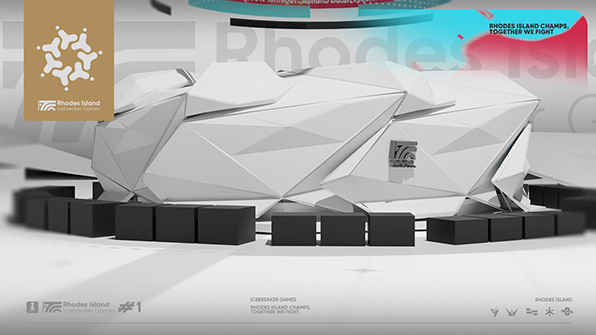 RHODES ISLAND CHAMPS,
TOGETHER WE FIGHT
Rhodes Island
Rhodes Island
Icebreaker Games
Rhodes Island
Icebreaker Games
#1
ICEBREAKER GAMES
RHODES ISLAND CHAMPS,
TOGETHER WE FIGHT
RHODES ISLAND